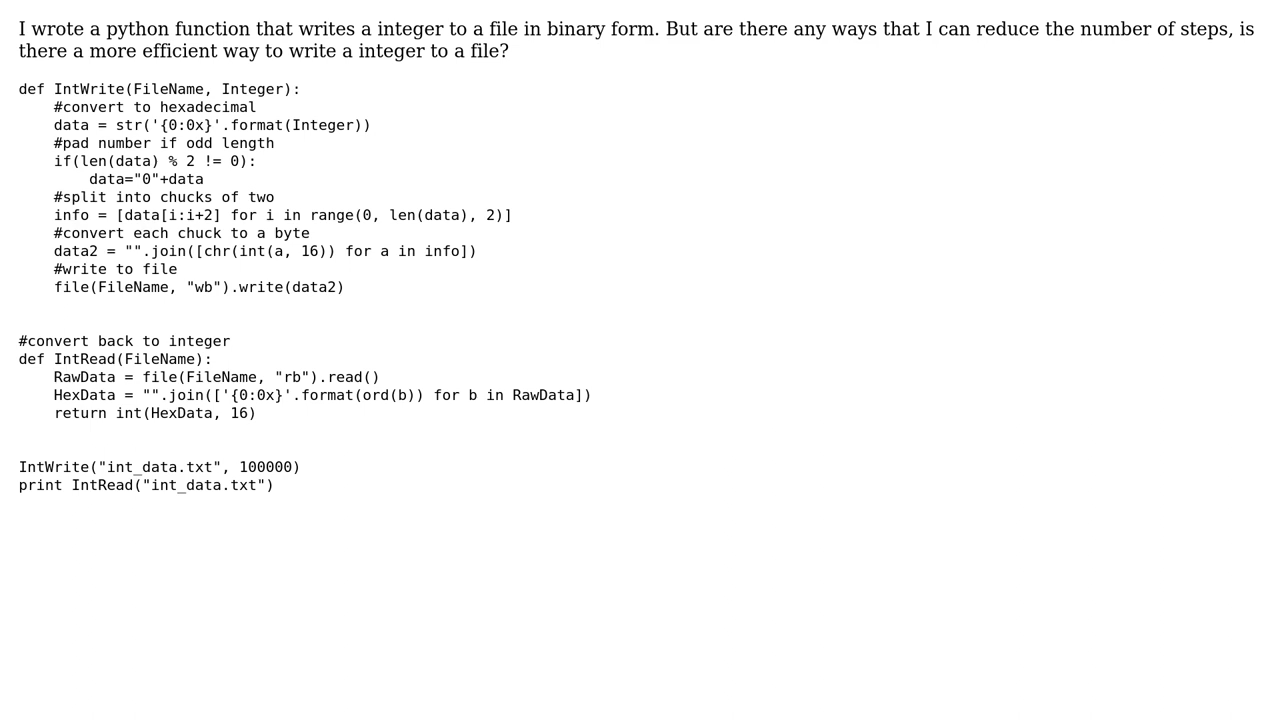 I wrote a python function that writes a integer to a file in binary form. But are there any ways that I can reduce the number of steps, is
there a more efficient way to write a integer to a file?
def IntWrite(FileName, Integer):
    #convert to hexadecimal
    data = str('{0:0x}'.format(Integer))
    #pad number if odd length
    if(len(data) % 2 != 0):
        data="0"+data
    #split into chucks of two
    info = [data[i:i+2] for i in range(0, len(data), 2)]
    #convert each chuck to a byte
    data2 = "".join([chr(int(a, 16)) for a in info])
    #write to file
    file(FileName, "wb").write(data2)
#convert back to integer
def IntRead(FileName):
    RawData = file(FileName, "rb").read()
    HexData = "".join(['{0:0x}'.format(ord(b)) for b in RawData])
    return int(HexData, 16)
IntWrite("int_data.txt", 100000)
print IntRead("int_data.txt")